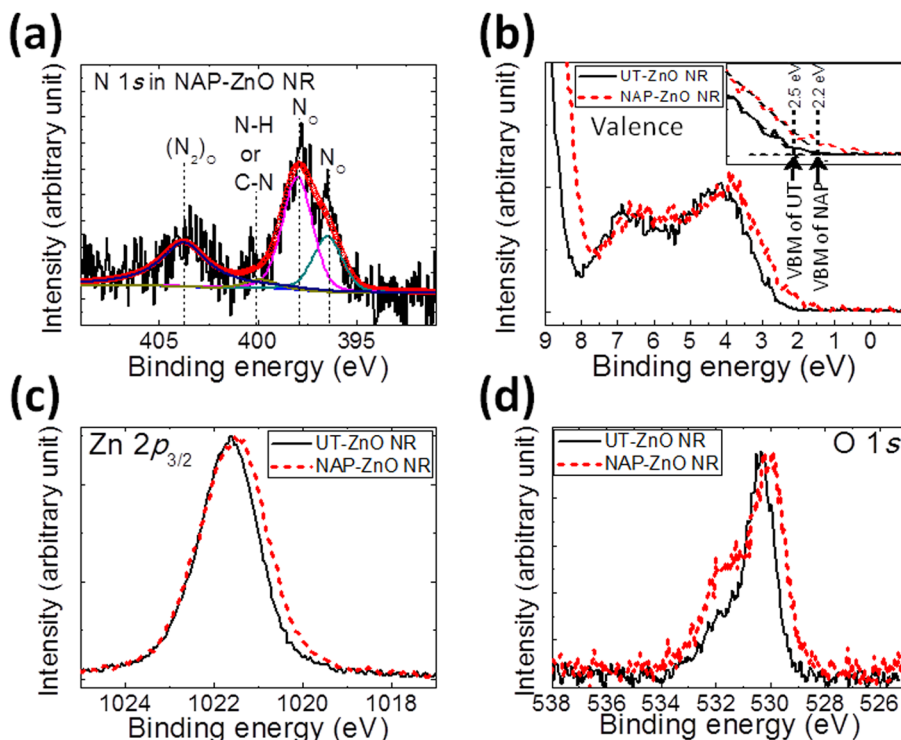 (a)
N 1s in NAP-ZnO NR
(N₂)ₒ
N-H
or
C-N
Nₒ
Nₒ
Intensity (arbitrary unit)
405 400 395
Binding energy (eV)
(b)
UT-ZnO NR
NAP-ZnO NR
Valence
2.5 eV
2.2 eV
VBM of UT
VBM of NAP
Intensity (arbitrary unit)
9 8 7 6 5 4 3 2 1 0
Binding energy (eV)
(c)
Zn 2p₃/₂
UT-ZnO NR
NAP-ZnO NR
Intensity (arbitrary unit)
1024 1022 1020 1018
Binding energy (eV)
(d)
UT-ZnO NR
NAP-ZnO NR
O 1s
Intensity (arbitrary unit)
538 536 534 532 530 528 526
Binding energy (eV)